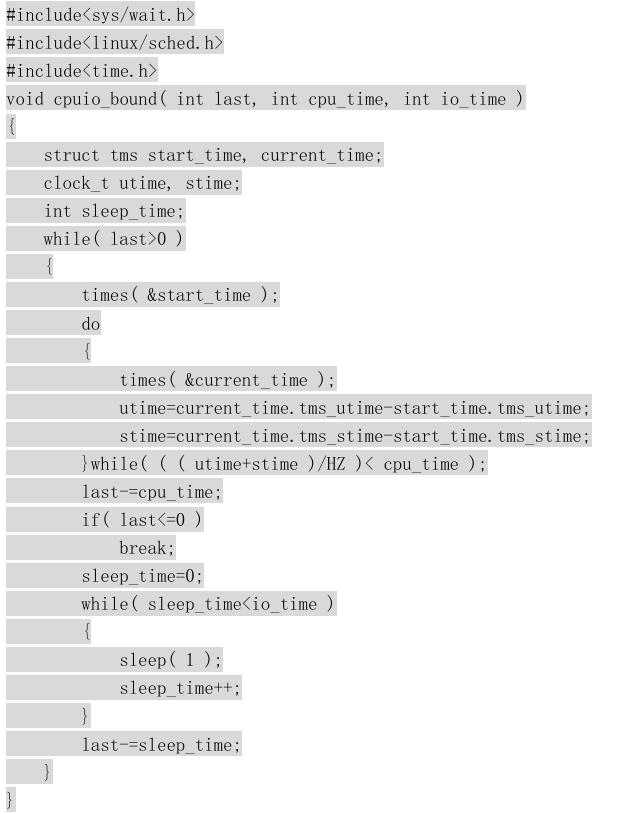 #include<sys/wait.h>
#include<linux/sched.h>
#include<time.h>
void cpuio_bound( int last, int cpu_time, int io_time )
{
    struct tms start_time, current_time;
    clock_t utime, stime;
    int sleep_time;
    while( last>0 )
    {
        times( &start_time );
        do
        {
            times( &current_time );
            utime=current_time.tms_utime-start_time.tms_utime;
            stime=current_time.tms_stime-start_time.tms_stime;
        }while( ( ( utime+stime )/HZ )< cpu_time );
        last-=cpu_time;
        if( last<=0 )
            break;
        sleep_time=0;
        while( sleep_time<io_time )
        {
            sleep( 1 );
            sleep_time++;
        }
        last-=sleep_time;
    }
}